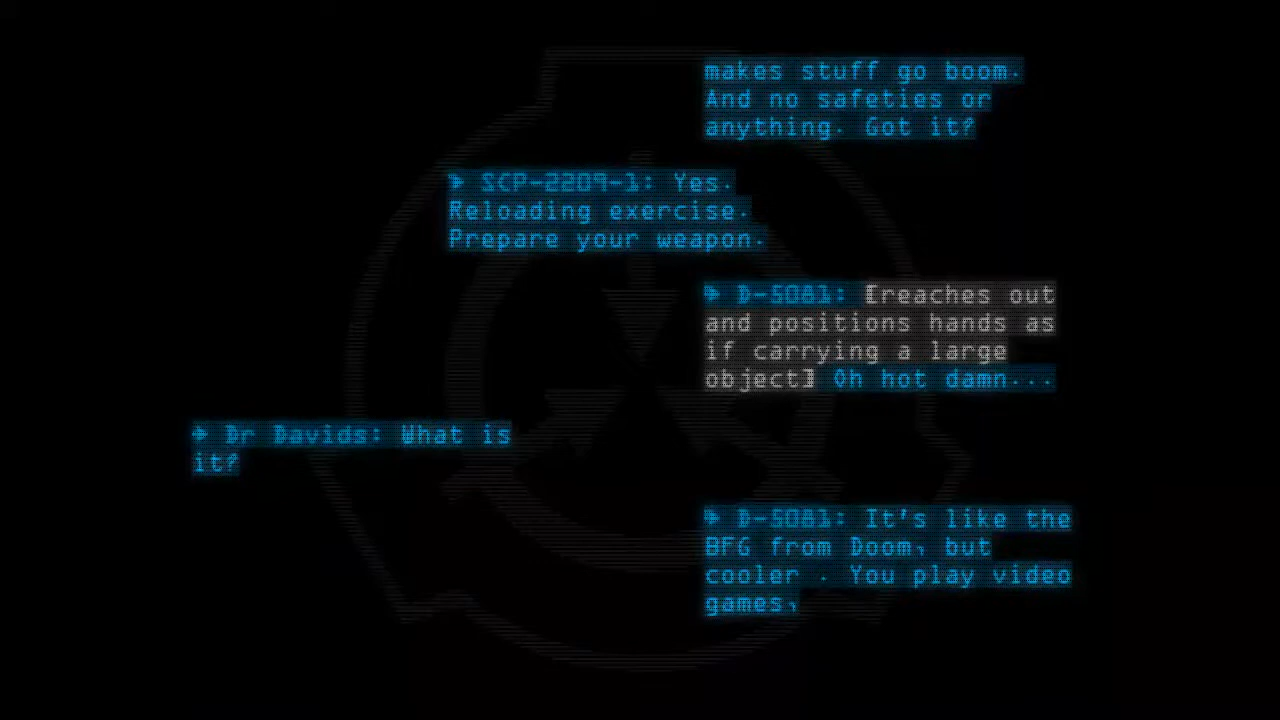 makes stuff go boom.
And no safeties or
anything. Got it?
> SCP-2209-1: Yes.
Reloading exercise.
Prepare your weapon.
> D-5081: [reaches out
and positions hands as
if carrying a large
object] Oh hot damn...
> Dr Davids: What is
it?
> D-5081: It's like the
BFG from Doom, but
cooler . You play video
games,